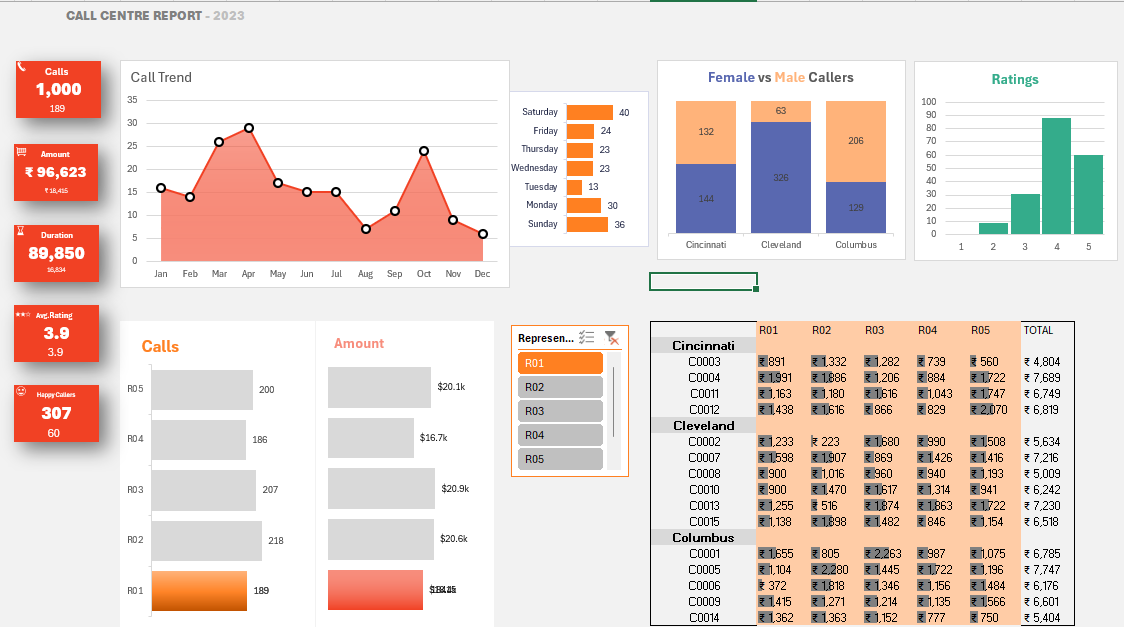 CALL CENTRE REPORT - 2023
Calls
1,000
189
Amount
₹ 96,623
₹ 18,415
Duration
89,850
16,834
Avg.Rating
3.9
3.9
Happy Callers
307
60
Call Trend
35
30
25
20
15
10
5
0
Jan Feb Mar Apr May Jun Jul Aug Sep Oct Nov Dec
Saturday 40
Friday 24
Thursday 23
Wednesday 23
Tuesday 13
Monday 30
Sunday 36
Female vs Male Callers
132 63 206
144 326 129
Cincinnati Cleveland Columbus
Ratings
100
90
80
70
60
50
40
30
20
10
0
1 2 3 4 5
Calls
R05 200
R04 186
R03 207
R02 218
R01 189
Amount
$20.1k
$16.7k
$20.9k
$20.6k
Represen...
R01
R02
R03
R04
R05
R01 R02 R03 R04 R05 TOTAL
Cincinnati
C0003 ₹ 891 ₹ 1,332 ₹ 1,282 ₹ 739 ₹ 560 ₹ 4,804
C0004 ₹ 1,991 ₹ 1,886 ₹ 1,206 ₹ 884 ₹ 1,722 ₹ 7,689
C0011 ₹ 1,163 ₹ 1,180 ₹ 1,616 ₹ 1,043 ₹ 1,747 ₹ 6,749
C0012 ₹ 1,438 ₹ 1,616 ₹ 866 ₹ 829 ₹ 2,070 ₹ 6,819
Cleveland
C0002 ₹ 1,233 ₹ 223 ₹ 1,680 ₹ 990 ₹ 1,508 ₹ 5,634
C0007 ₹ 1,598 ₹ 1,907 ₹ 869 ₹ 1,426 ₹ 1,416 ₹ 7,216
C0008 ₹ 900 ₹ 1,016 ₹ 960 ₹ 940 ₹ 1,193 ₹ 5,009
C0010 ₹ 900 ₹ 1,470 ₹ 1,617 ₹ 1,314 ₹ 941 ₹ 6,242
C0013 ₹ 1,255 ₹ 516 ₹ 1,874 ₹ 1,863 ₹ 1,722 ₹ 7,230
C0015 ₹ 1,138 ₹ 1,898 ₹ 1,482 ₹ 846 ₹ 1,154 ₹ 6,518
Columbus
C0001 ₹ 1,655 ₹ 805 ₹ 2,263 ₹ 987 ₹ 1,075 ₹ 6,785
C0005 ₹ 1,104 ₹ 2,280 ₹ 1,445 ₹ 1,722 ₹ 1,196 ₹ 7,747
C0006 ₹ 372 ₹ 1,818 ₹ 1,346 ₹ 1,156 ₹ 1,484 ₹ 6,176
C0009 ₹ 1,415 ₹ 1,271 ₹ 1,214 ₹ 1,135 ₹ 1,566 ₹ 6,601
C0014 ₹ 1,362 ₹ 1,363 ₹ 1,152 ₹ 777 ₹ 750 ₹ 5,404